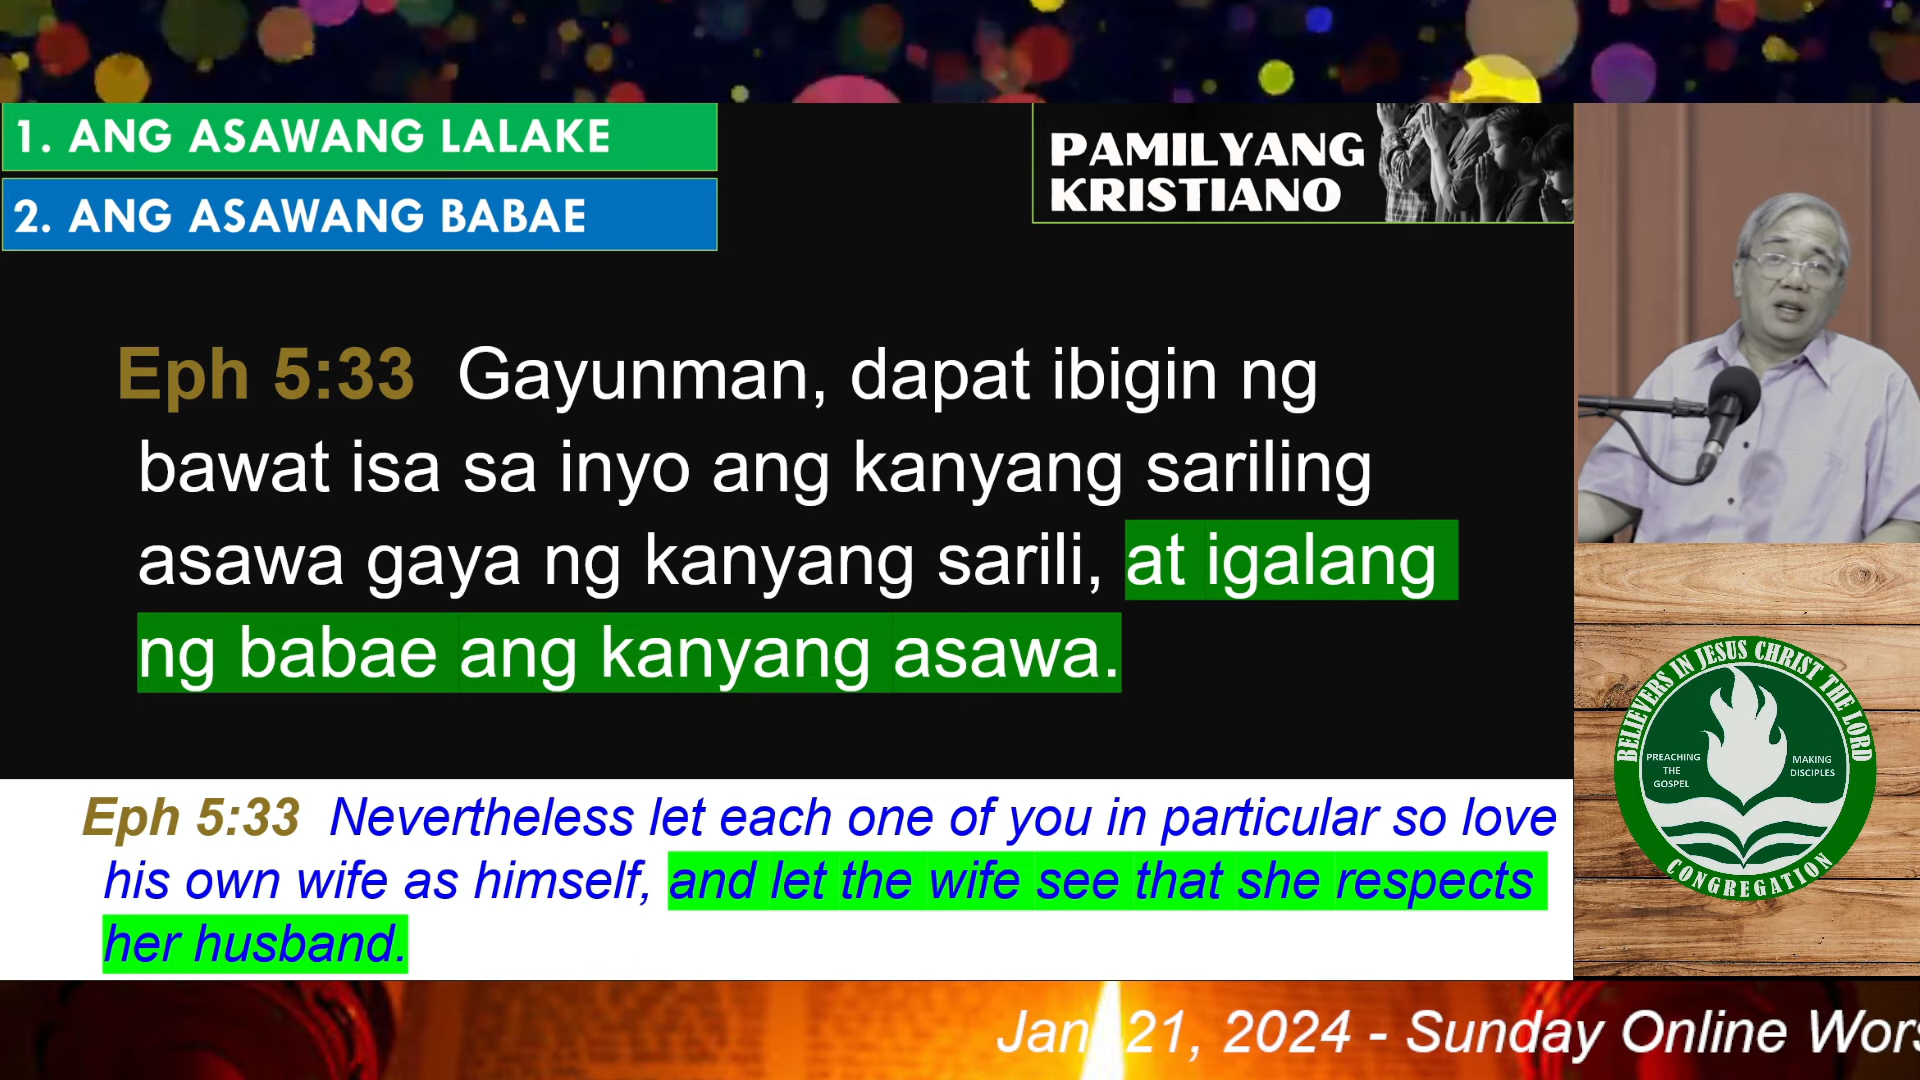 1. ANG ASAWANG LALAKE
2. ANG ASAWANG BABAE
PAMILYANG
KRISTIANO
Eph 5:33 Gayunman, dapat ibigin ng
bawat isa sa inyo ang kanyang sariling
asawa gaya ng kanyang sarili, at igalang
ng babae ang kanyang asawa.
Eph 5:33 Nevertheless let each one of you in particular so love
his own wife as himself, and let the wife see that she respects
her husband.
BELIEVERS IN JESUS CHRIST THE LORD
PREACHING
THE
GOSPEL
MAKING
DISCIPLES
CONGREGATION
Jan 21, 2024 - Sunday Online Wors